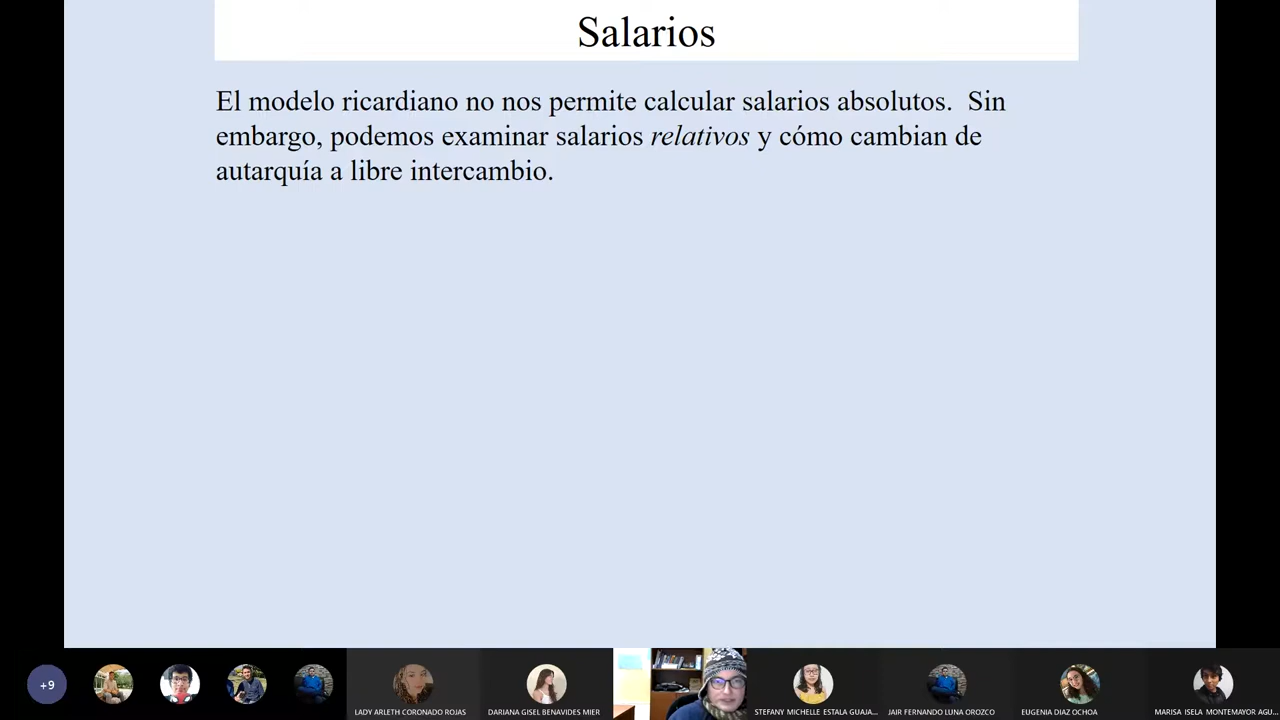 Salarios
El modelo ricardiano no nos permite calcular salarios absolutos. Sin
embargo, podemos examinar salarios relativos y cómo cambian de
autarquía a libre intercambio.
+9
LADY ARLETH CORONADO ROJAS
DARIANA GISEL BENAVIDES MIER
STEFANY MICHELLE ESTALA GUAJA...
JAIR FERNANDO LUNA OROZCO
EUGENIA DIAZ OCHOA
MARISA ISELA MONTEMAYOR AGU...